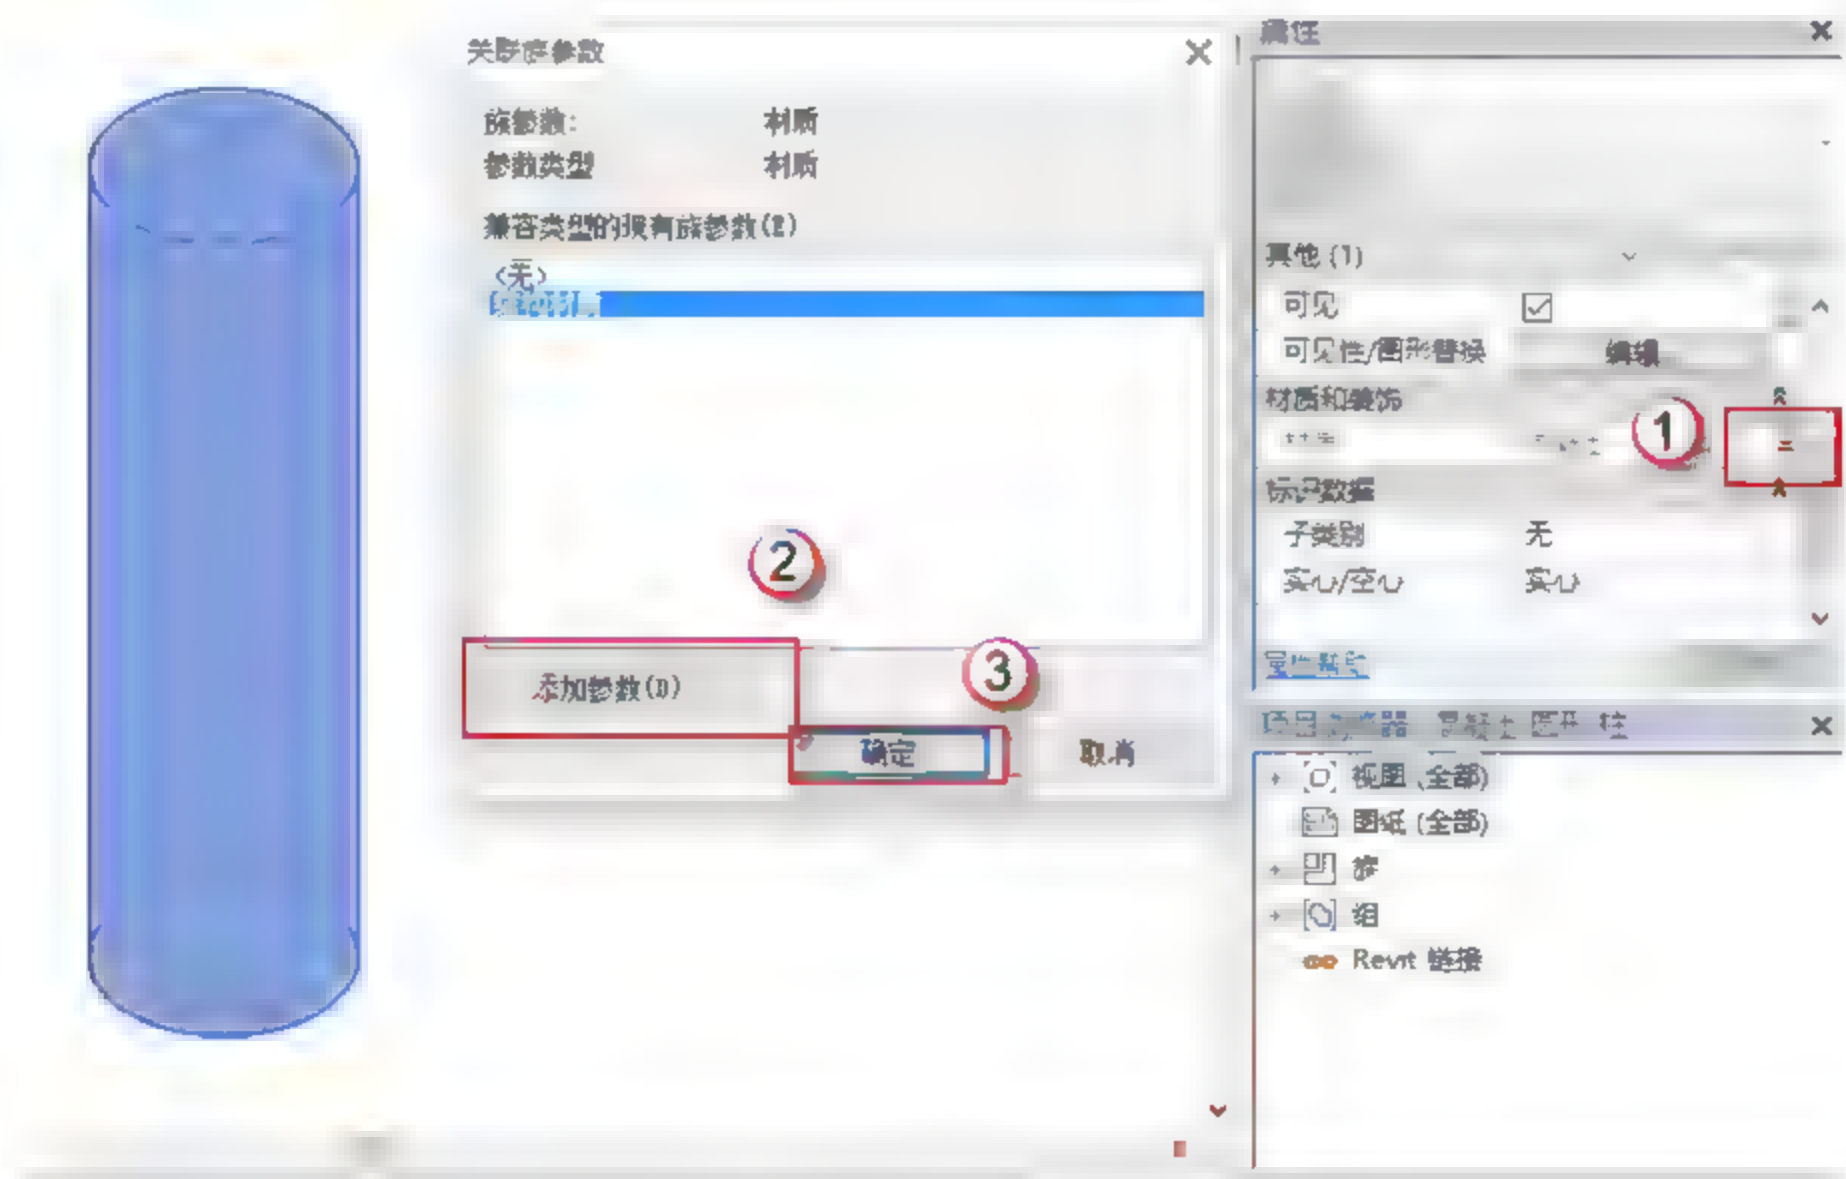 关联族参数
族参数: 材质
参数类型 材质
兼容类型的现有族参数(E)
<无>
②
添加参数(D)
③
确定
取消
属性
其他 (1)
可见
可见性/图形替换 编辑...
材质和装饰
①
=
标识数据
子类别 无
实心/空心 实心
属性帮助
视图 (全部)
图纸 (全部)
族
组
Revit 链接